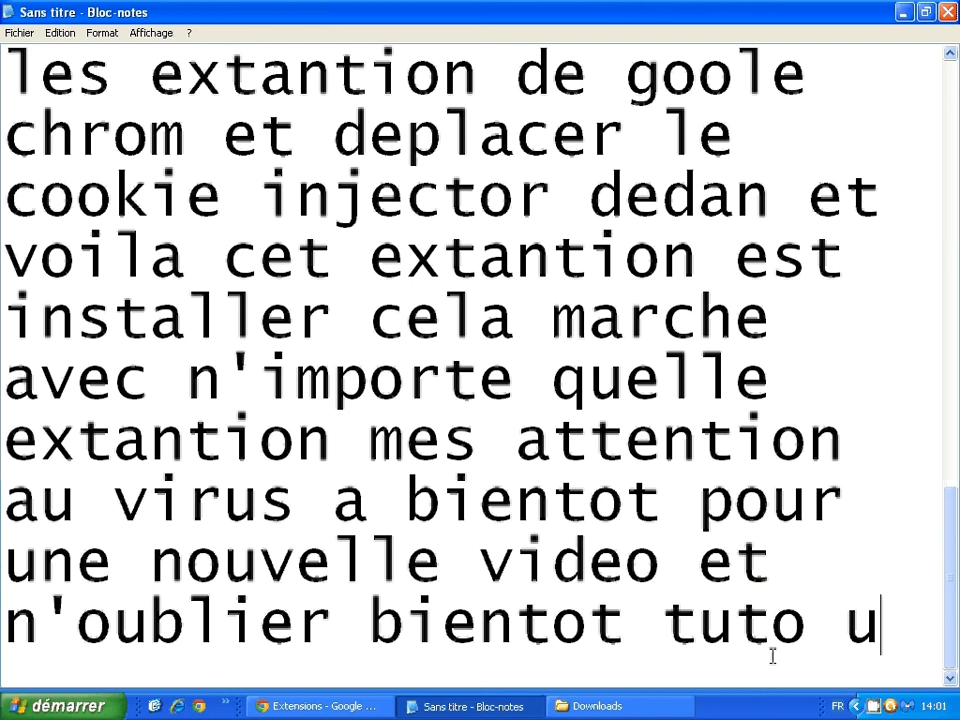 Sans titre - Bloc-notes
Fichier Edition Format Affichage ?
les extantion de goole
chrom et deplacer le
cookie injector dedan et
voila cet extantion est
installer cela marche
avec n'importe quelle
extantion mes attention
au virus a bientot pour
une nouvelle video et
n'oublier bientot tuto u
démarrer Extensions - Google ... Sans titre - Bloc-notes Downloads FR 14:01